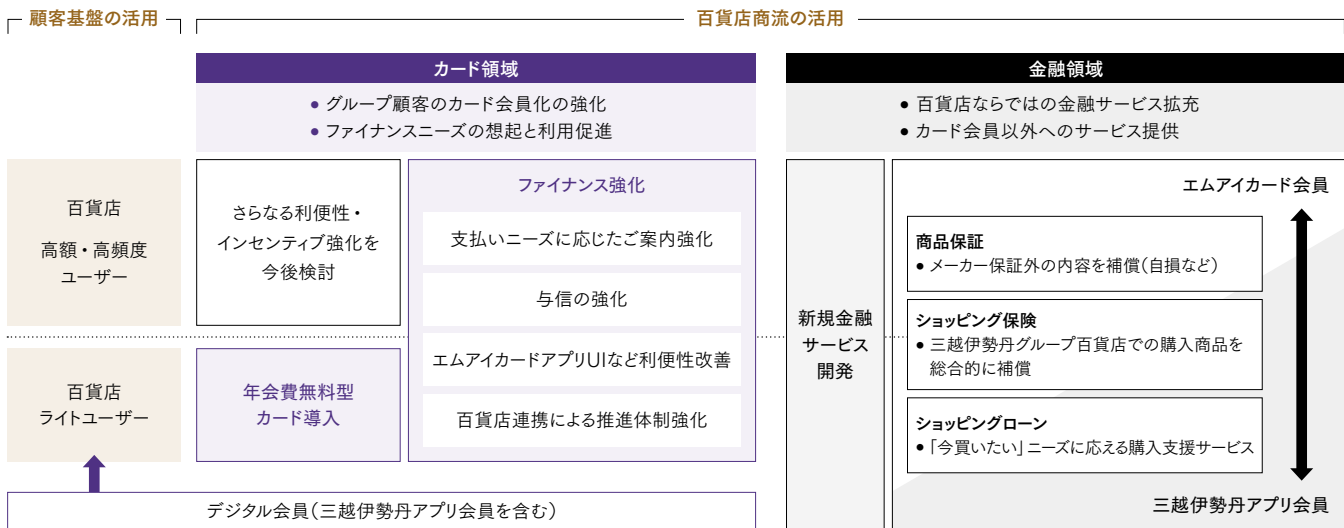 顧客基盤の活用
百貨店商流の活用
カード領域
● グループ顧客のカード会員化の強化
● ファイナンスニーズの想起と利用促進
金融領域
● 百貨店ならではの金融サービス拡充
● カード会員以外へのサービス提供
百貨店
高額・高頻度
ユーザー
さらなる利便性・
インセンティブ強化を
今後検討
ファイナンス強化
支払いニーズに応じたご案内強化
与信の強化
エムアイカードアプリUIなど利便性改善
百貨店連携による推進体制強化
百貨店
ライトユーザー
年会費無料型
カード導入
デジタル会員(三越伊勢丹アプリ会員を含む)
新規金融
サービス
開発
エムアイカード会員
商品保証
● メーカー保証外の内容を補償(自損など)
ショッピング保険
● 三越伊勢丹グループ百貨店での購入商品を
総合的に補償
ショッピングローン
● 「今買いたい」ニーズに応える購入支援サービス
三越伊勢丹アプリ会員